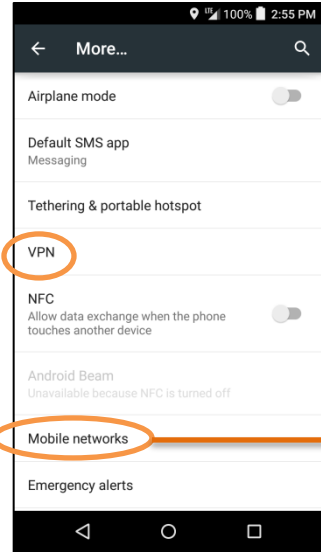 LTE 100% 2:55 PM
More...
Airplane mode
Default SMS app
Messaging
Tethering & portable hotspot
VPN
NFC
Allow data exchange when the phone
touches another device
Android Beam
Unavailable because NFC is turned off
Mobile networks
Emergency alerts